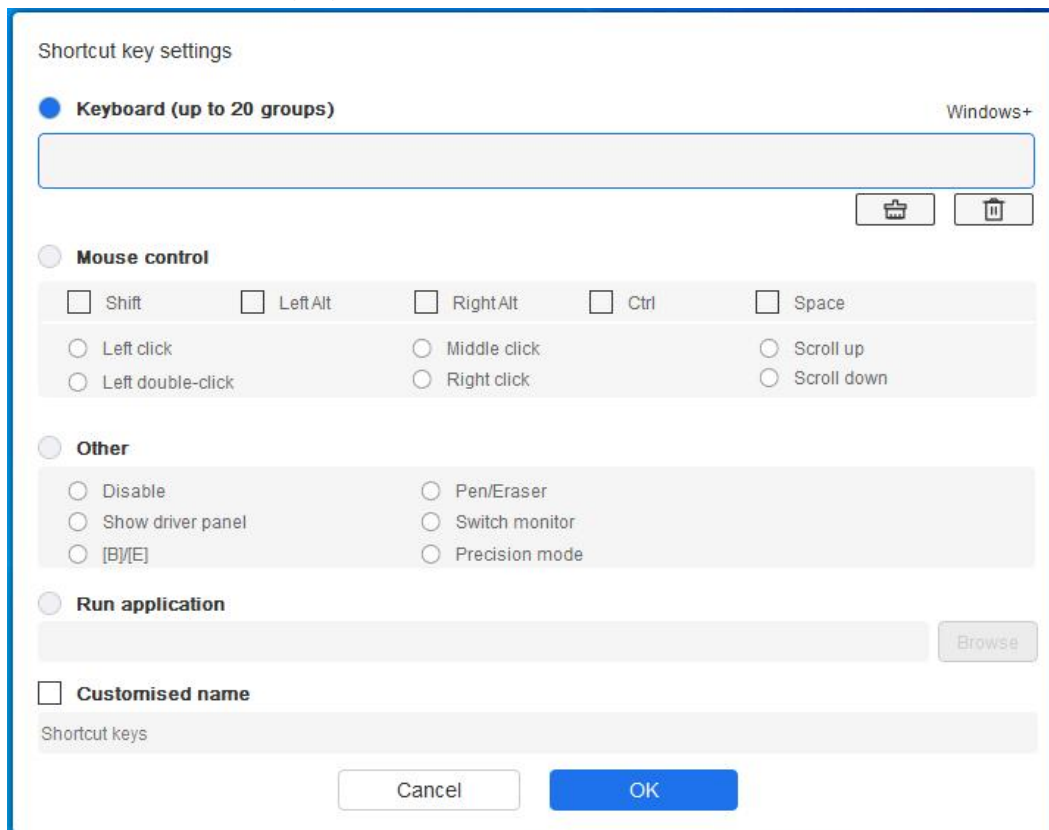 Shortcut key settings
Keyboard (up to 20 groups)
Windows+
Mouse control
Shift Left Alt Right Alt Ctrl Space
Left click Middle click Scroll up
Left double-click Right click Scroll down
Other
Disable Pen/Eraser
Show driver panel Switch monitor
[B]/[E] Precision mode
Run application
Browse
Customised name
Shortcut keys
Cancel OK